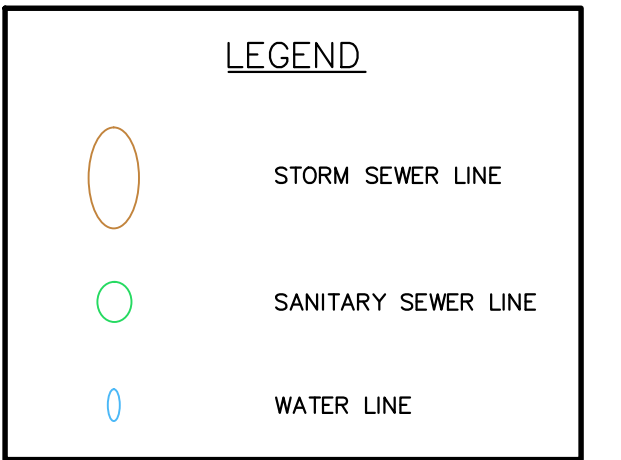 LEGEND
STORM SEWER LINE
SANITARY SEWER LINE
WATER LINE